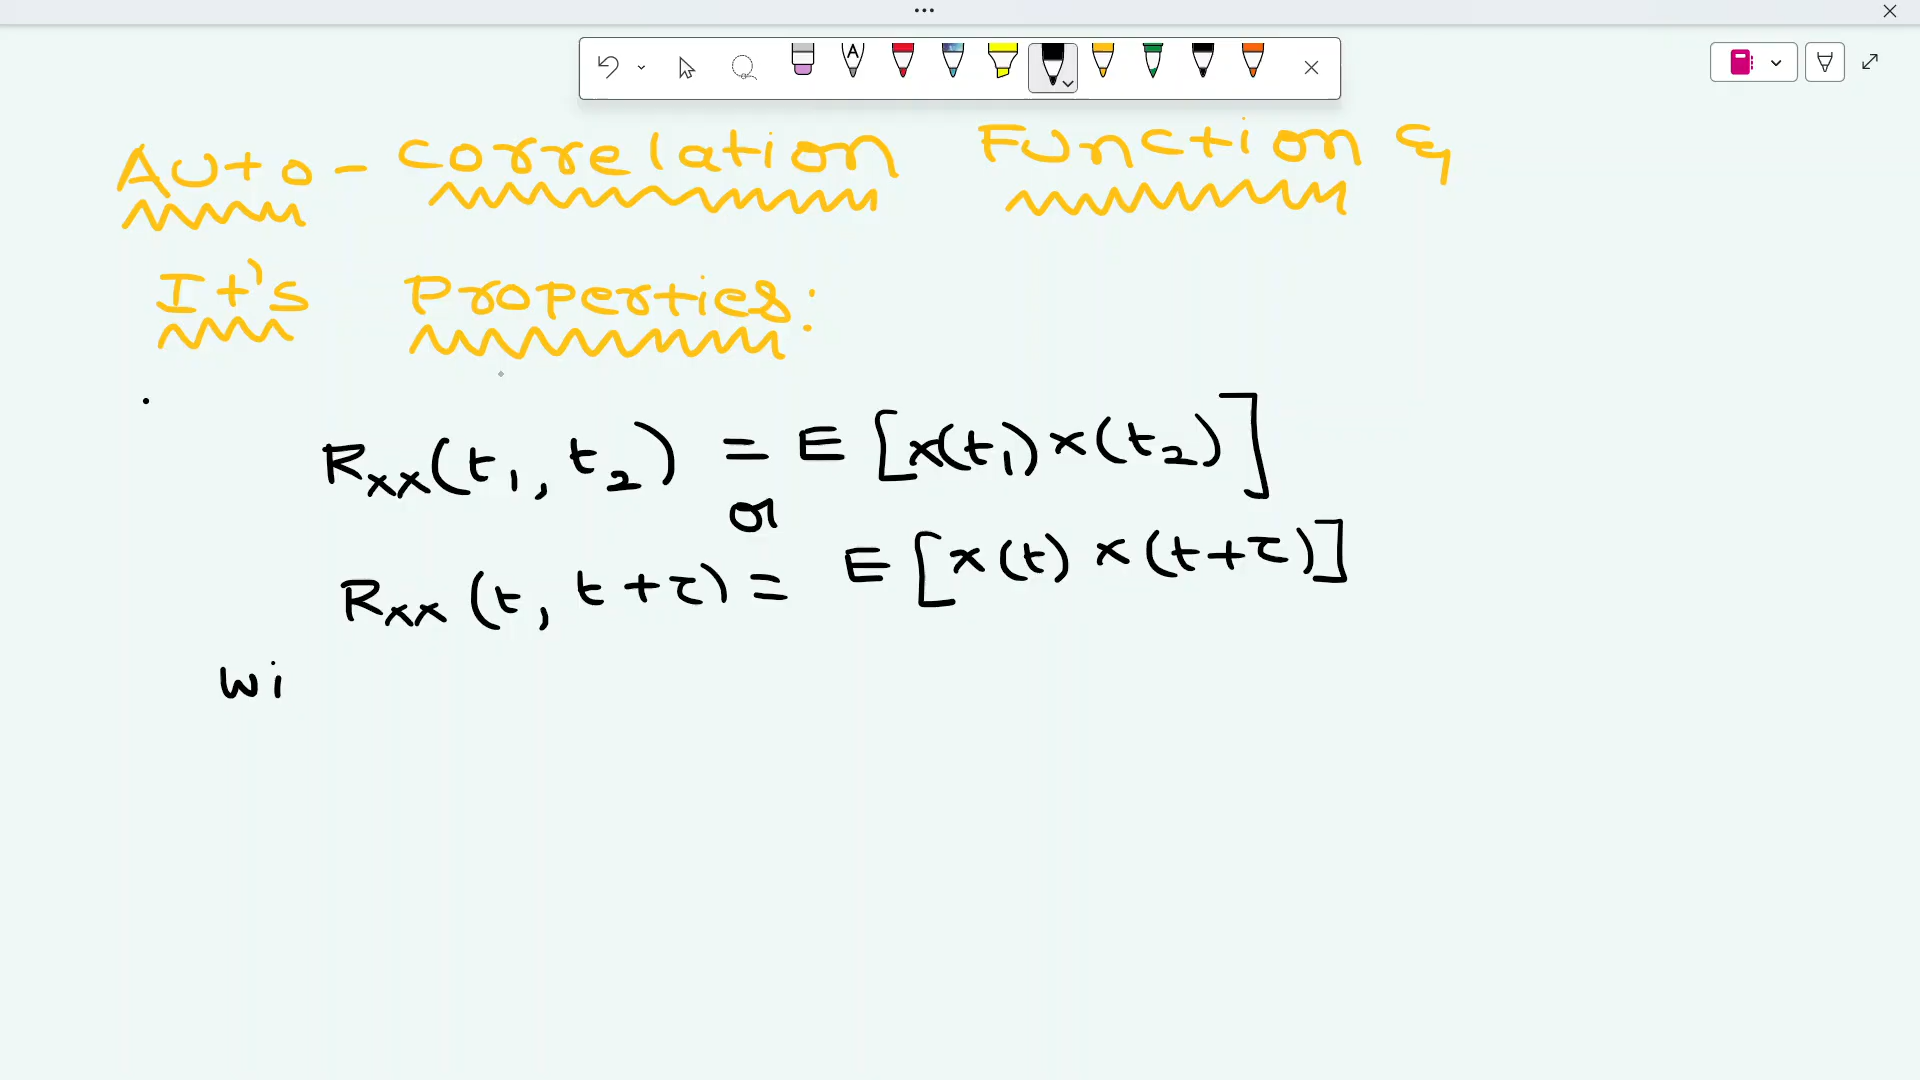 Auto-Correlation Function &
It's Properties:
Rxx(t1, t2) = E[x(t1)x(t2)]
or
Rxx(t, t+τ) = E[x(t)x(t+τ)]
wi